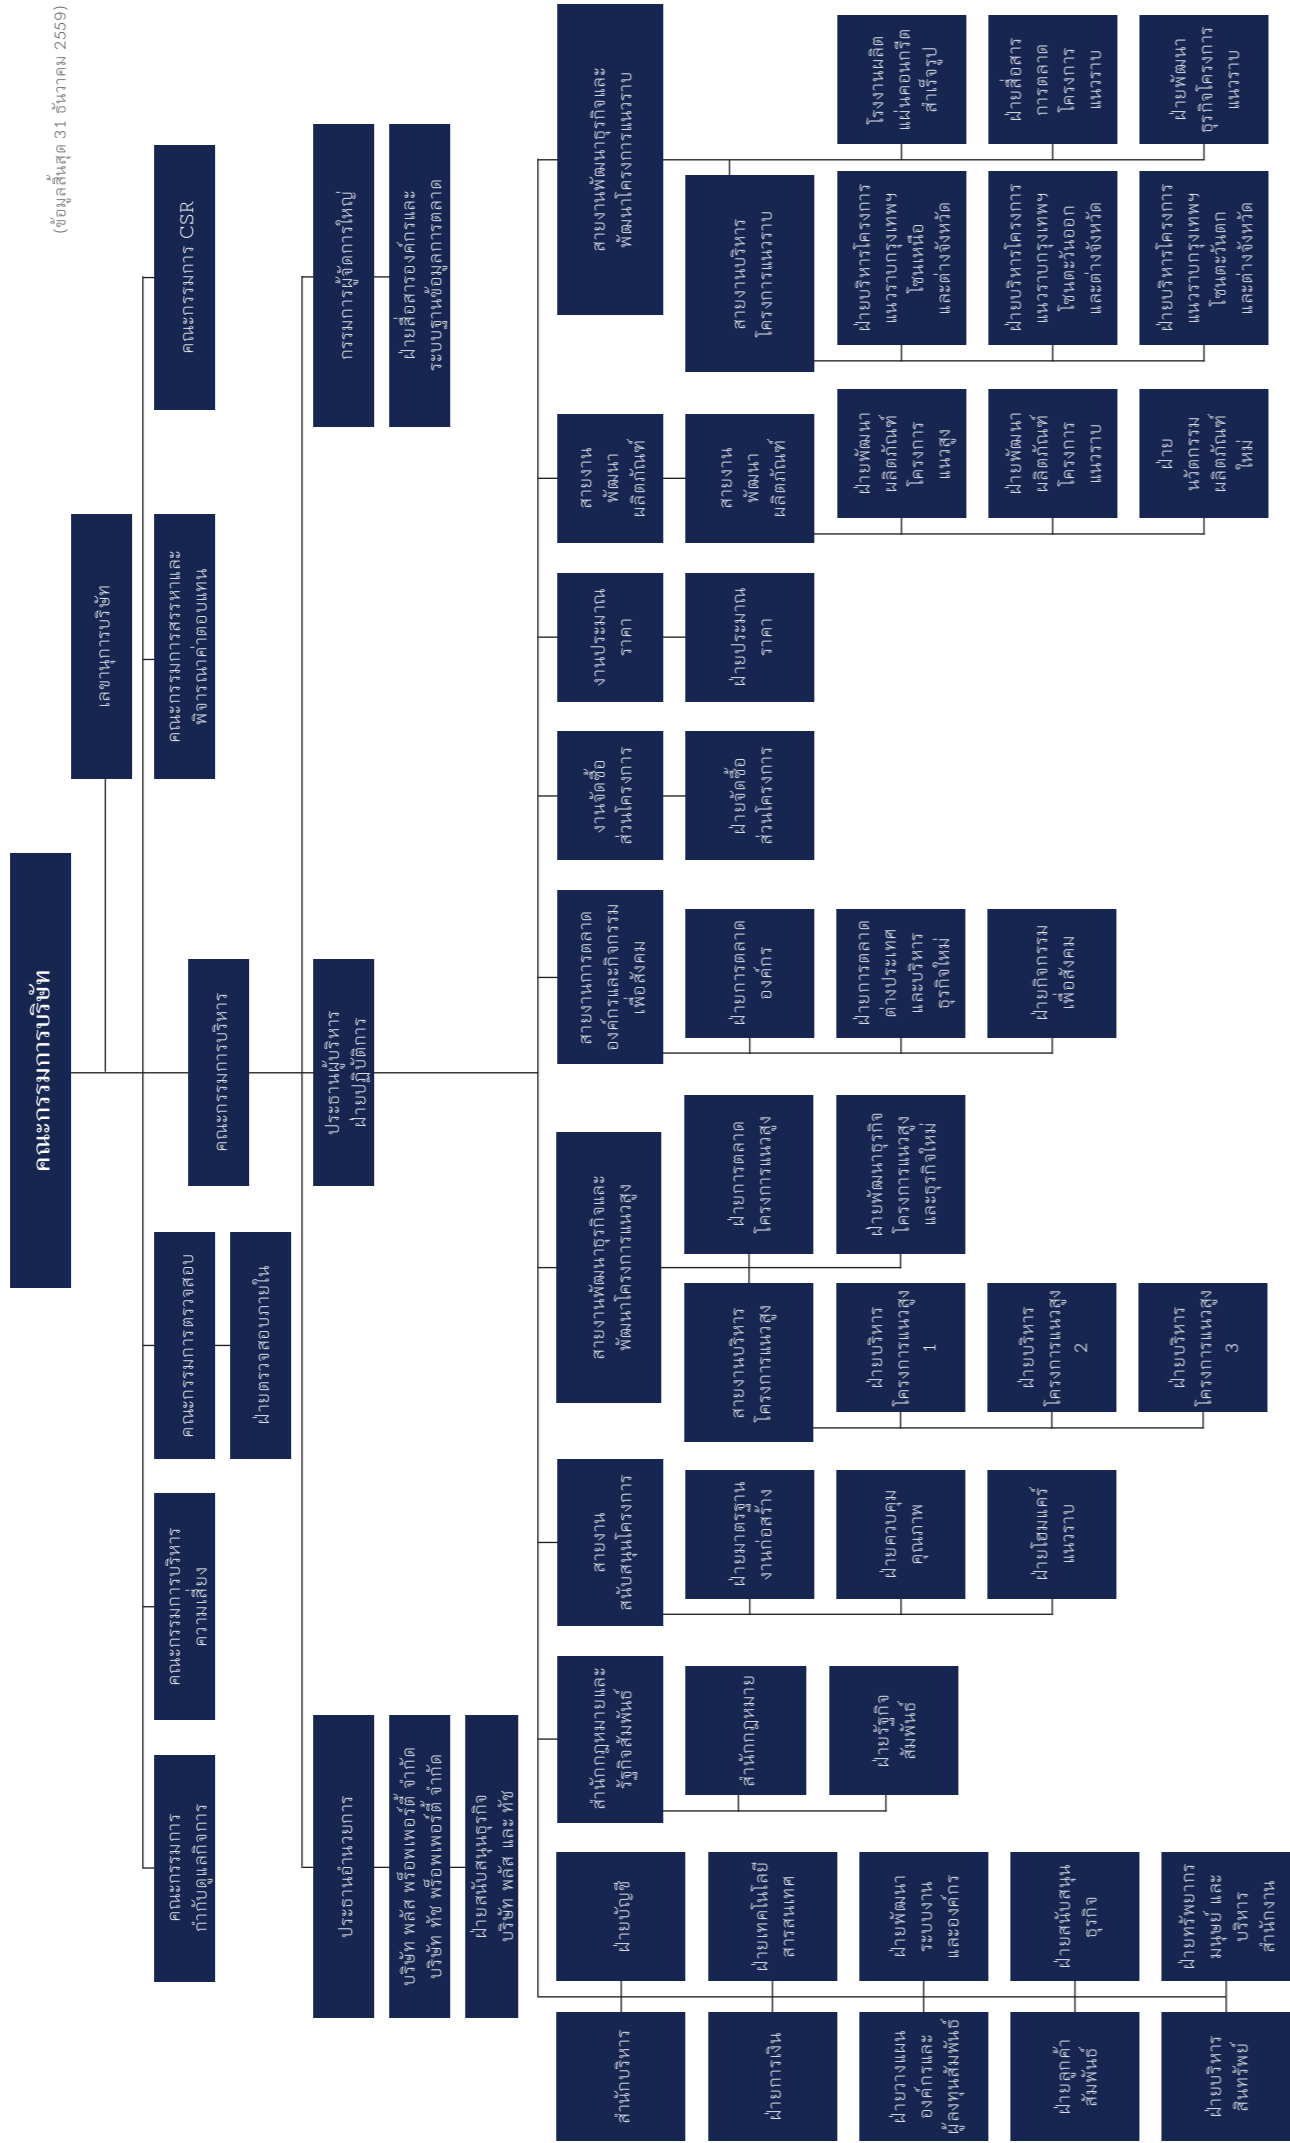 (ข้อมูลสิ้นสุด 31 ธันวาคม 2559)
คณะกรรมการบริษัท
เลขานุการบริษัท
คณะกรรมการ
กำกับดูแลกิจการ
คณะกรรมการบริหาร
ความเสี่ยง
คณะกรรมการตรวจสอบ
ฝ่ายตรวจสอบภายใน
คณะกรรมการบริหาร
คณะกรรมการสรรหาและ
พิจารณาค่าตอบแทน
คณะกรรมการ CSR
ประธานอำนวยการ
บริษัท พลัส พร็อพเพอร์ตี้ จำกัด
บริษัท ทัช พร็อพเพอร์ตี้ จำกัด
ฝ่ายสนับสนุนธุรกิจ
บริษัท พลัส และ ทัช
ประธานผู้บริหาร
ฝ่ายปฏิบัติการ
กรรมการผู้จัดการใหญ่
ฝ่ายสื่อสารองค์กรและ
ระบบฐานข้อมูลการตลาด
สำนักบริหาร
ฝ่ายบัญชี
ฝ่ายการเงิน
ฝ่ายเทคโนโลยี
สารสนเทศ
ฝ่ายวางแผน
องค์กรและ
ผู้ลงทุนสัมพันธ์
ฝ่ายพัฒนา
ระบบงาน
และองค์กร
ฝ่ายลูกค้า
สัมพันธ์
ฝ่ายสนับสนุน
ธุรกิจ
ฝ่ายบริหาร
สินทรัพย์
ฝ่ายทรัพยากร
มนุษย์ และ
บริหาร
สำนักงาน
สำนักกฎหมายและ
รัฐกิจสัมพันธ์
สำนักกฎหมาย
ฝ่ายรัฐกิจ
สัมพันธ์
สายงาน
สนับสนุนโครงการ
ฝ่ายมาตรฐาน
งานก่อสร้าง
ฝ่ายควบคุม
คุณภาพ
ฝ่ายโฮมแคร์
แนวราบ
สายงานพัฒนาธุรกิจและ
พัฒนาโครงการแนวสูง
สายงานบริหาร
โครงการแนวสูง
ฝ่ายการตลาด
โครงการแนวสูง
ฝ่ายบริหาร
โครงการแนวสูง
1
ฝ่ายพัฒนาธุรกิจ
โครงการแนวสูง
และธุรกิจใหม่
ฝ่ายบริหาร
โครงการแนวสูง
2
ฝ่ายบริหาร
โครงการแนวสูง
3
สายงานการตลาด
องค์กรและกิจกรรม
เพื่อสังคม
ฝ่ายการตลาด
องค์กร
ฝ่ายการตลาด
ต่างประเทศ
และบริหาร
ธุรกิจใหม่
ฝ่ายกิจกรรม
เพื่อสังคม
งานจัดซื้อ
ส่วนโครงการ
ฝ่ายจัดซื้อ
ส่วนโครงการ
งานประมาณ
ราคา
ฝ่ายประมาณ
ราคา
สายงาน
พัฒนา
ผลิตภัณฑ์
สายงาน
พัฒนา
ผลิตภัณฑ์
ฝ่ายพัฒนา
ผลิตภัณฑ์
โครงการ
แนวสูง
ฝ่ายพัฒนา
ผลิตภัณฑ์
โครงการ
แนวราบ
ฝ่าย
นวัตกรรม
ผลิตภัณฑ์
ใหม่
สายงานพัฒนาธุรกิจและ
พัฒนาโครงการแนวราบ
สายงานบริหาร
โครงการแนวราบ
ฝ่ายบริหารโครงการ
แนวราบกรุงเทพฯ
โซนเหนือ
และต่างจังหวัด
โรงงานผลิต
แผ่นคอนกรีต
สำเร็จรูป
ฝ่ายบริหารโครงการ
แนวราบกรุงเทพฯ
โซนตะวันออก
และต่างจังหวัด
ฝ่ายสื่อสาร
การตลาด
โครงการ
แนวราบ
ฝ่ายบริหารโครงการ
แนวราบกรุงเทพฯ
โซนตะวันตก
และต่างจังหวัด
ฝ่ายพัฒนา
ธุรกิจโครงการ
แนวราบ